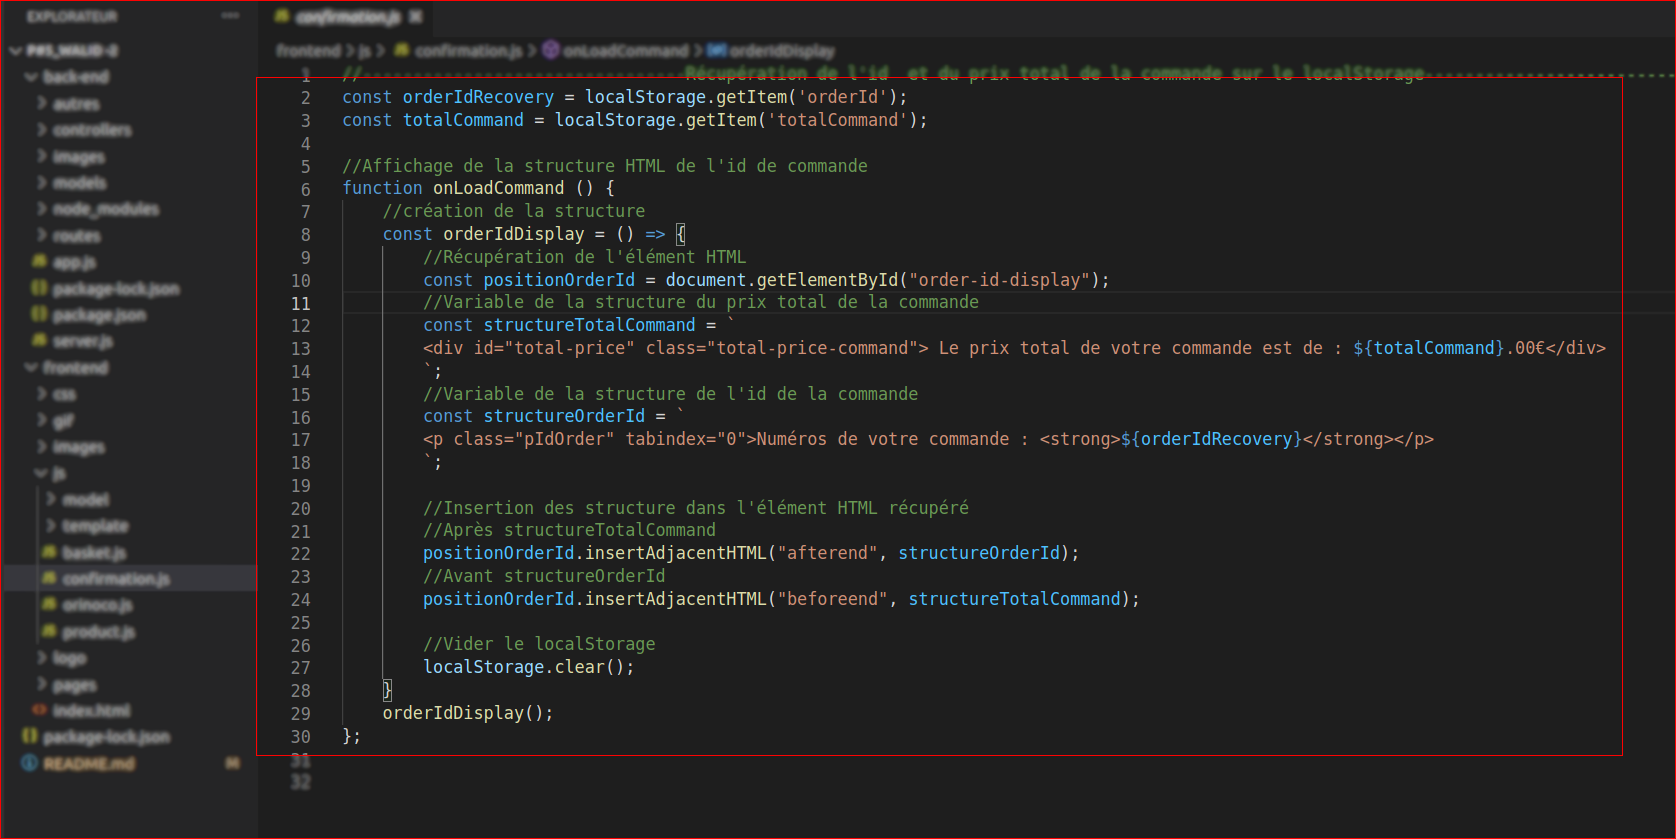 EXPLORATEUR ...
P#5_WALID-2
back-end
autres
controllers
images
models
node_modules
routes
app.js
package-lock.json
package.json
server.js
frontend
css
gif
images
js
model
template
basket.js
confirmation.js
orinoco.js
product.js
logo
pages
index.html
package-lock.json
README.md M
confirmation.js
frontend > js > confirmation.js > onLoadCommand > orderIdDisplay
1 //--------------------------------Récupération de l'id  et du prix total de la commande sur le localStorage-------------------------
2 const orderIdRecovery = localStorage.getItem('orderId');
3 const totalCommand = localStorage.getItem('totalCommand');
4
5 //Affichage de la structure HTML de l'id de commande
6 function onLoadCommand () {
7     //création de la structure
8     const orderIdDisplay = () => {
9         //Récupération de l'élément HTML
10         const positionOrderId = document.getElementById("order-id-display");
11         //Variable de la structure du prix total de la commande
12         const structureTotalCommand = `
13         <div id="total-price" class="total-price-command"> Le prix total de votre commande est de : ${totalCommand}.00€</div>
14         `;
15         //Variable de la structure de l'id de la commande
16         const structureOrderId = `
17         <p class="pIdOrder" tabindex="0">Numéros de votre commande : <strong>${orderIdRecovery}</strong></p>
18         `;
19
20         //Insertion des structure dans l'élément HTML récupéré
21         //Après structureTotalCommand
22         positionOrderId.insertAdjacentHTML("afterend", structureOrderId);
23         //Avant structureOrderId
24         positionOrderId.insertAdjacentHTML("beforeend", structureTotalCommand);
25
26         //Vider le localStorage
27         localStorage.clear();
28     }
29     orderIdDisplay();
30 };
31
32